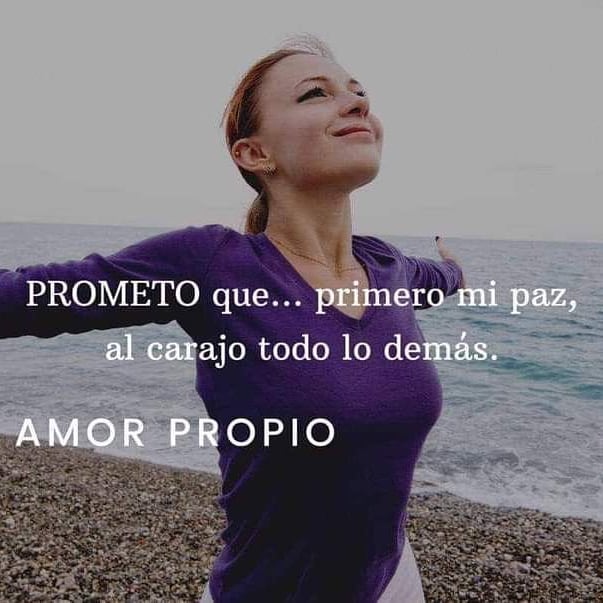 PROMETO que... primero mi paz,
al carajo todo lo demás.
AMOR PROPIO